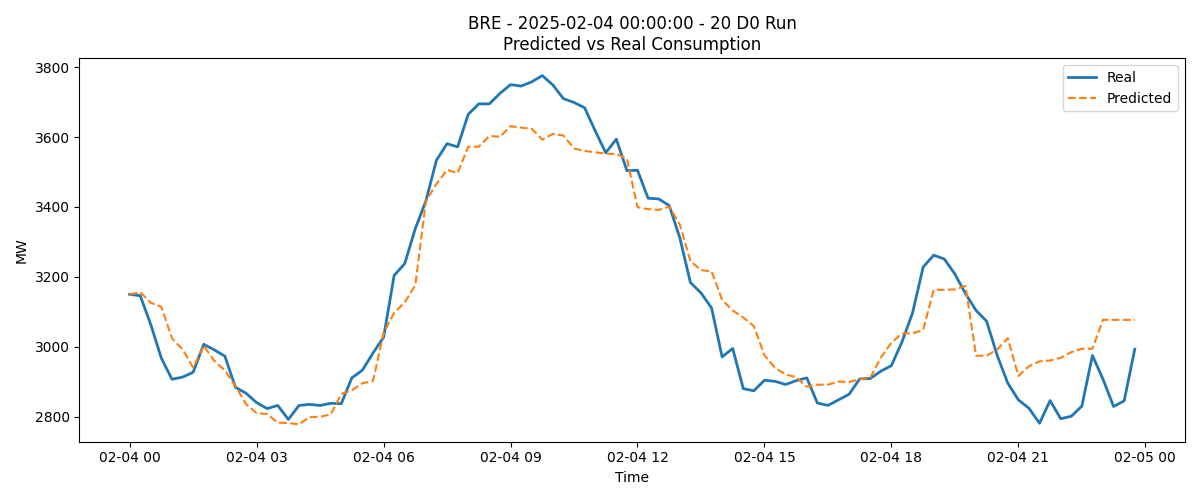 BRE - 2025-02-04 00:00:00 - 20 D0 Run
Predicted vs Real Consumption
Real
Predicted
MW
3800
3600
3400
3200
3000
2800
02-04 00
02-04 03
02-04 06
02-04 09
02-04 12
02-04 15
02-04 18
02-04 21
02-05 00
Time